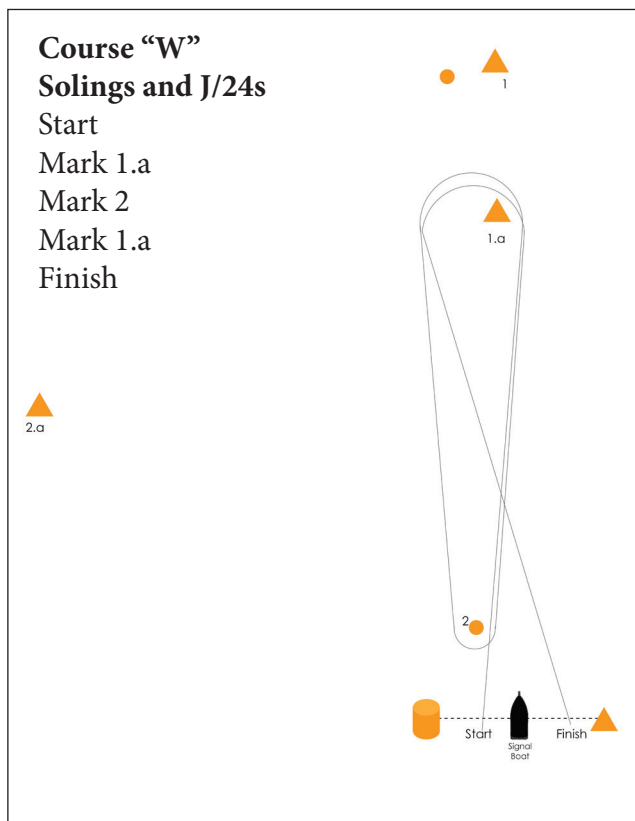 Course “W”
Solings and J/24s
Start
Mark 1.a
Mark 2
Mark 1.a
Finish
1
1.a
2.a
2
Start
Signal
Boat
Finish